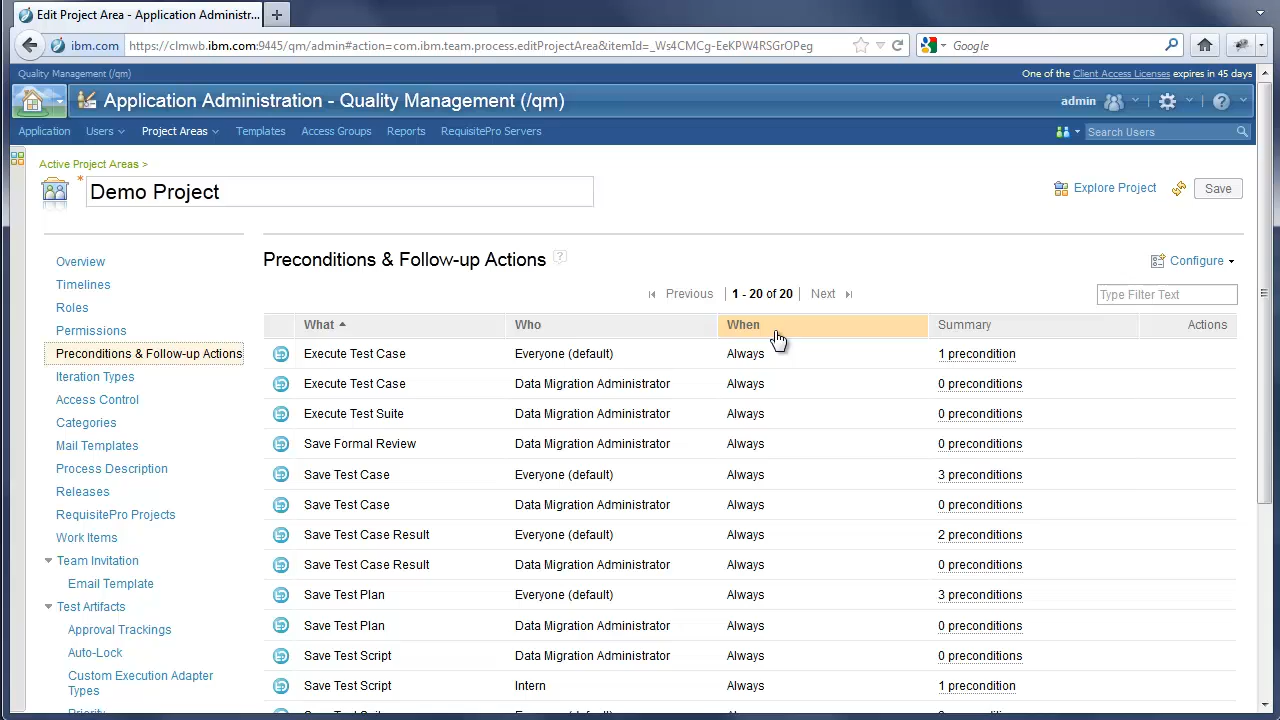 Edit Project Area - Application Administr...
ibm.com
https://clmwb.ibm.com:9445/qm/admin#action=com.ibm.team.process.editProjectArea&itemId=_Ws4CMCg-EeKPW4RSGrOPeg
Google
Quality Management (/qm)
One of the Client Access Licenses expires in 45 days
Application Administration - Quality Management (/qm)
admin
Application Users Project Areas Templates Access Groups Reports RequisitePro Servers
Search Users
Active Project Areas >
* Demo Project
Explore Project
Save
Overview
Timelines
Roles
Permissions
Preconditions & Follow-up Actions
Iteration Types
Access Control
Categories
Mail Templates
Process Description
Releases
RequisitePro Projects
Work Items
Team Invitation
Email Template
Test Artifacts
Approval Trackings
Auto-Lock
Custom Execution Adapter
Types
Priority
Preconditions & Follow-up Actions ?
Configure
Previous | 1 - 20 of 20 | Next
Type Filter Text
What Who When Summary Actions
Execute Test Case Everyone (default) Always 1 precondition
Execute Test Case Data Migration Administrator Always 0 preconditions
Execute Test Suite Data Migration Administrator Always 0 preconditions
Save Formal Review Data Migration Administrator Always 0 preconditions
Save Test Case Everyone (default) Always 3 preconditions
Save Test Case Data Migration Administrator Always 0 preconditions
Save Test Case Result Everyone (default) Always 2 preconditions
Save Test Case Result Data Migration Administrator Always 0 preconditions
Save Test Plan Everyone (default) Always 3 preconditions
Save Test Plan Data Migration Administrator Always 0 preconditions
Save Test Script Data Migration Administrator Always 0 preconditions
Save Test Script Intern Always 1 precondition